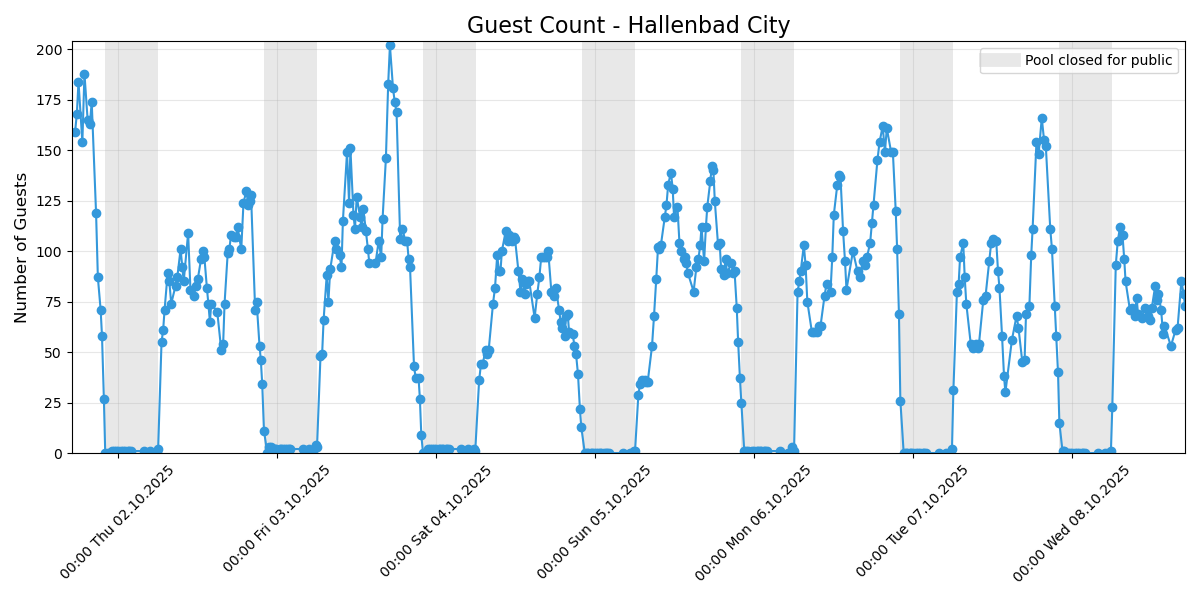 Guest Count - Hallenbad City
Pool closed for public
Number of Guests
200
175
150
125
100
75
50
25
0
00:00 Thu 02.10.2025
00:00 Fri 03.10.2025
00:00 Sat 04.10.2025
00:00 Sun 05.10.2025
00:00 Mon 06.10.2025
00:00 Tue 07.10.2025
00:00 Wed 08.10.2025